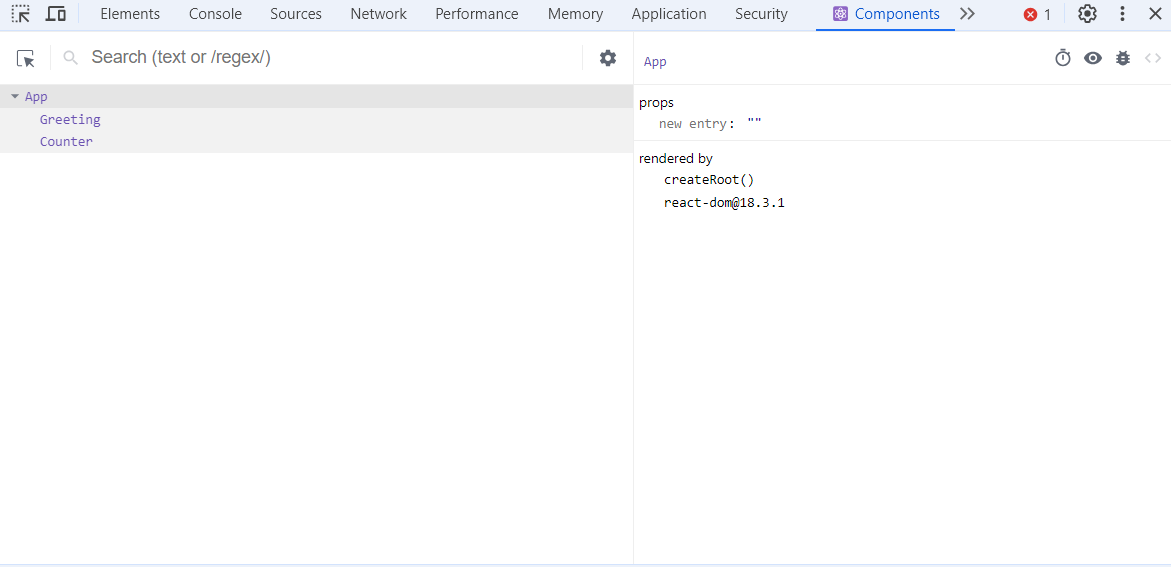 Elements Console Sources Network Performance Memory Application Security Components 1
Search (text or /regex/)
App
Greeting
Counter
App
props
new entry: ""
rendered by
createRoot()
react-dom@18.3.1